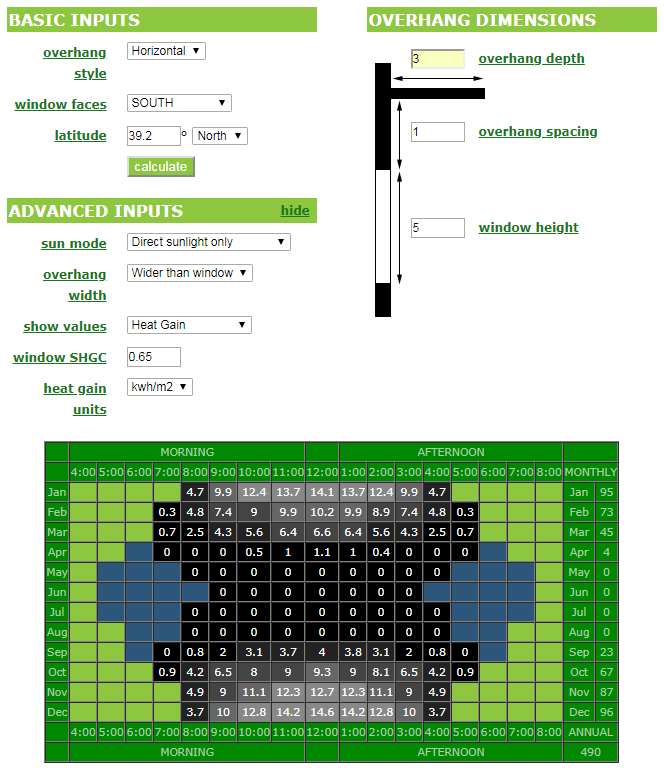 BASIC INPUTS
overhang style Horizontal
window faces SOUTH
latitude 39.2 º North
calculate
ADVANCED INPUTS hide
sun mode Direct sunlight only
overhang width Wider than window
show values Heat Gain
window SHGC 0.65
heat gain units kwh/m2
OVERHANG DIMENSIONS
3 overhang depth
1 overhang spacing
5 window height
MORNING AFTERNOON
4:00 5:00 6:00 7:00 8:00 9:00 10:00 11:00 12:00 1:00 2:00 3:00 4:00 5:00 6:00 7:00 8:00 MONTHLY
Jan 4.7 9.9 12.4 13.7 14.1 13.7 12.4 9.9 4.7 Jan 95
Feb 0.3 4.8 7.4 9 9.9 10.2 9.9 8.9 7.4 4.8 0.3 Feb 73
Mar 0.7 2.5 4.3 5.6 6.4 6.6 6.4 5.6 4.3 2.5 0.7 Mar 45
Apr 0 0 0 0.5 1 1.1 1 0.4 0 0 0 Apr 4
May 0 0 0 0 0 0 0 0 0 May 0
Jun 0 0 0 0 0 0 0 Jun 0
Jul 0 0 0 0 0 0 0 0 0 Jul 0
Aug 0 0 0 0 0 0 0 0 0 Aug 0
Sep 0 0.8 2 3.1 3.7 4 3.8 3.1 2 0.8 0 Sep 23
Oct 0.9 4.2 6.5 8 9 9.3 9 8.1 6.5 4.2 0.9 Oct 67
Nov 4.9 9 11.1 12.3 12.7 12.3 11.1 9 4.9 Nov 87
Dec 3.7 10 12.8 14.2 14.6 14.2 12.8 10 3.7 Dec 96
4:00 5:00 6:00 7:00 8:00 9:00 10:00 11:00 12:00 1:00 2:00 3:00 4:00 5:00 6:00 7:00 8:00 ANNUAL
MORNING AFTERNOON 490